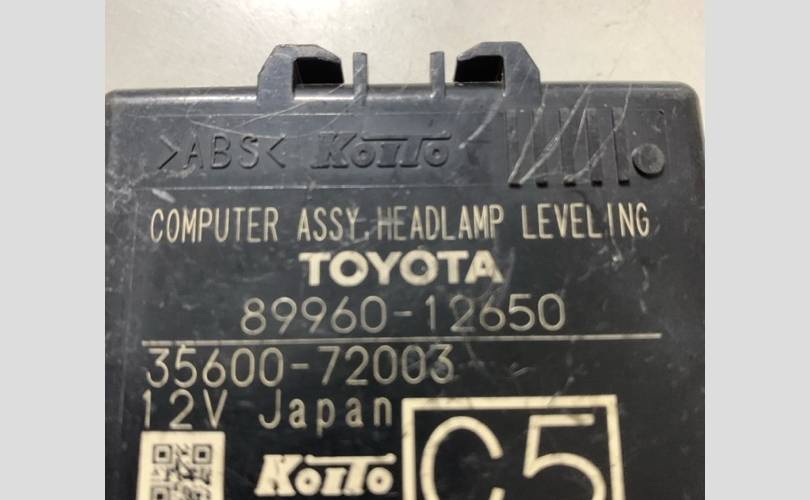 >ABS< KOITO
COMPUTER ASSY, HEADLAMP LEVELING
TOYOTA
89960-12650
35600-72003
12V Japan
KOITO C5